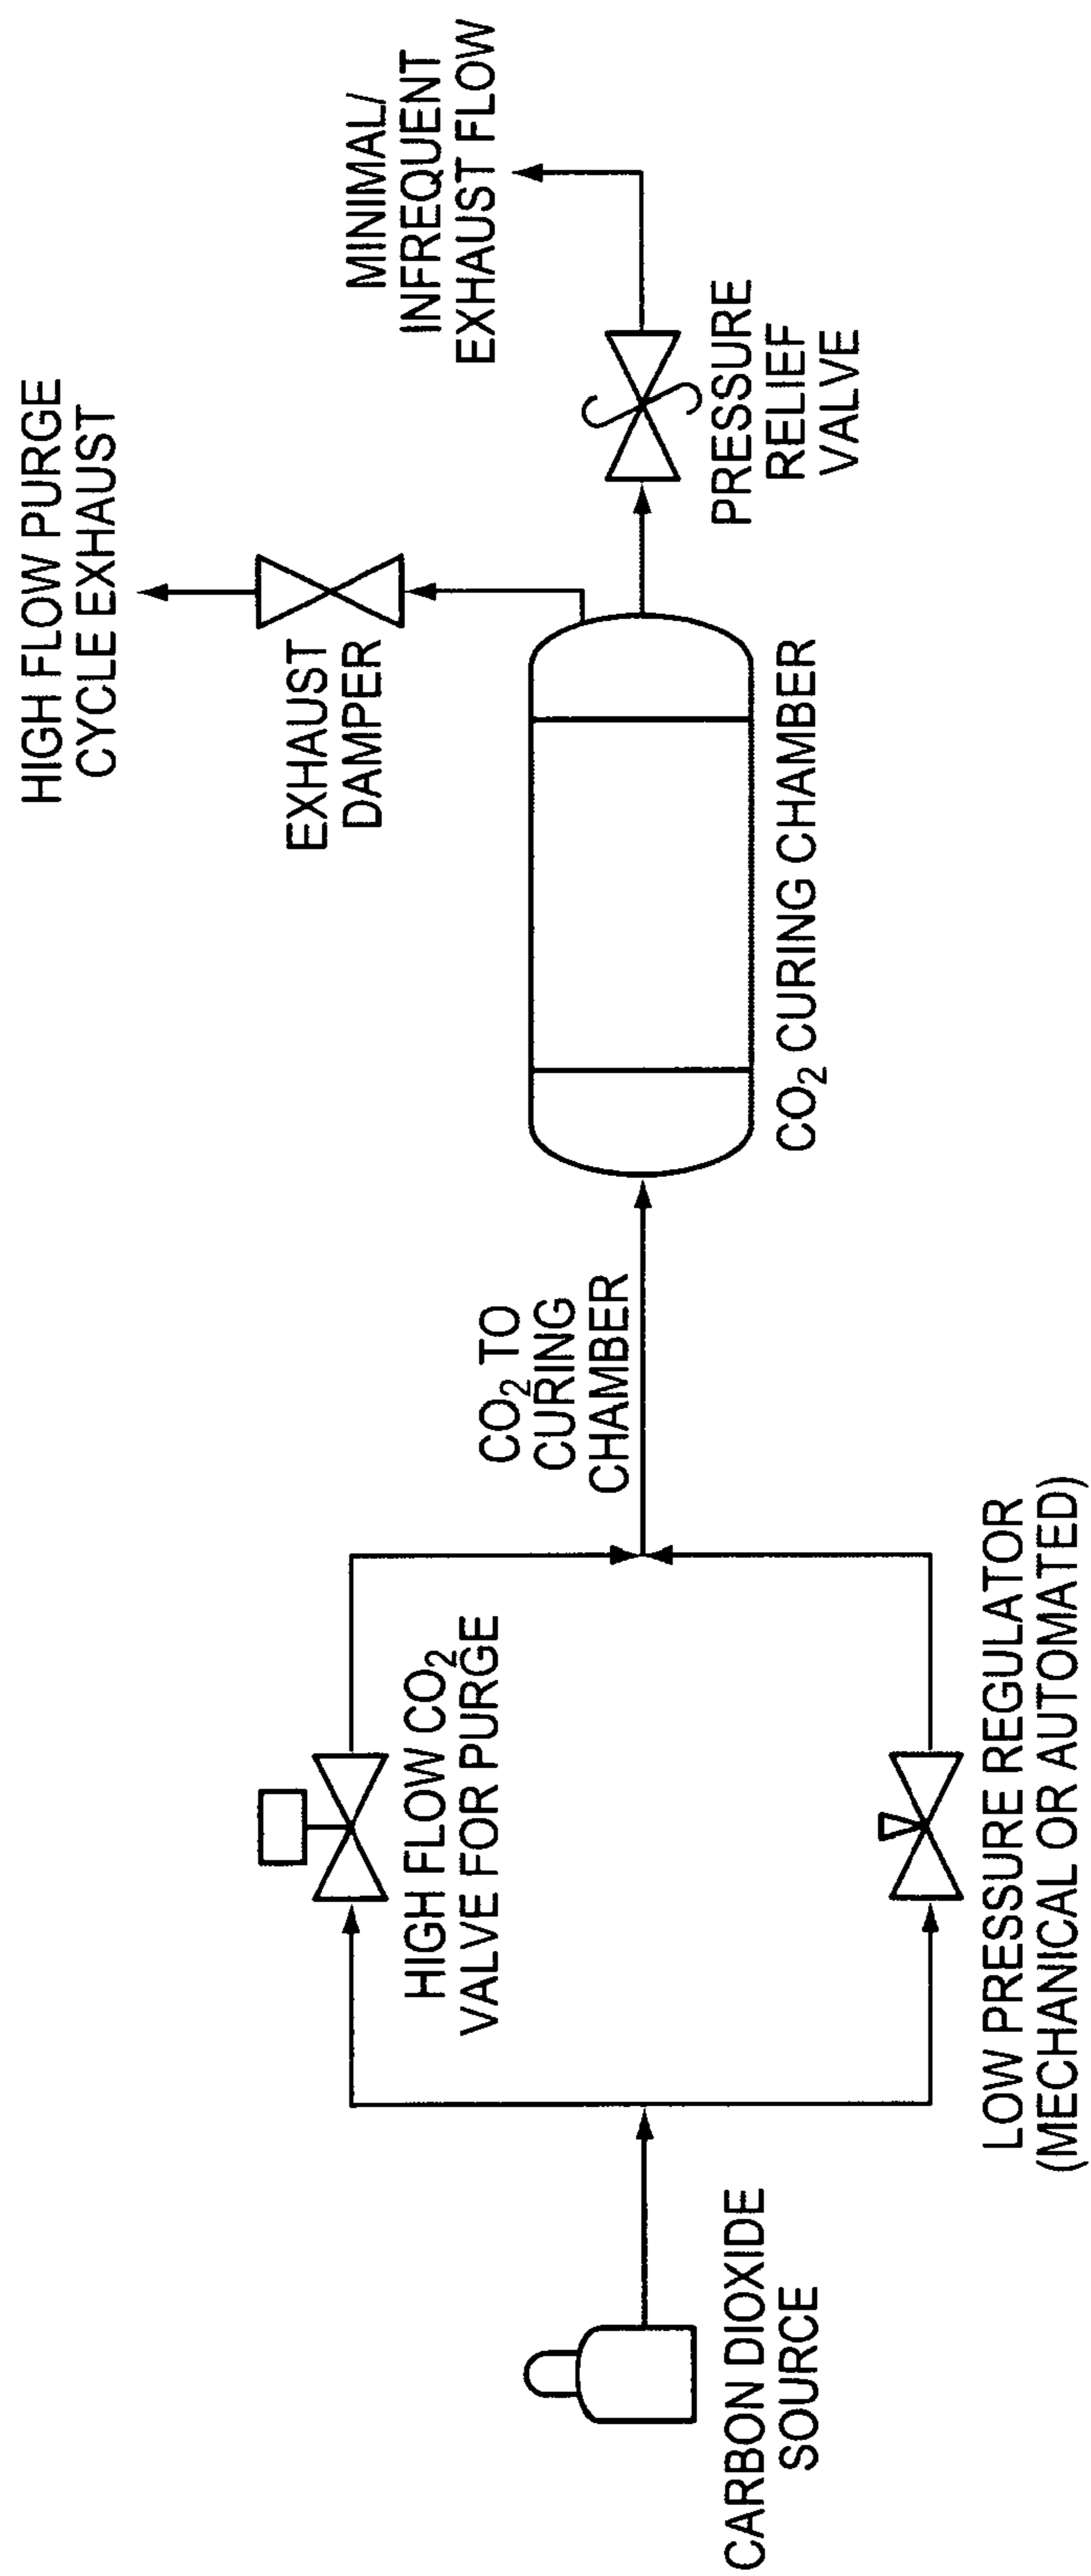 CARBON DIOXIDE
SOURCE
HIGH FLOW CO₂
VALVE FOR PURGE
LOW PRESSURE REGULATOR
(MECHANICAL OR AUTOMATED)
CO₂ TO
CURING
CHAMBER
CO₂ CURING CHAMBER
HIGH FLOW PURGE
CYCLE EXHAUST
EXHAUST
DAMPER
MINIMAL/
INFREQUENT
EXHAUST FLOW
PRESSURE
RELIEF
VALVE